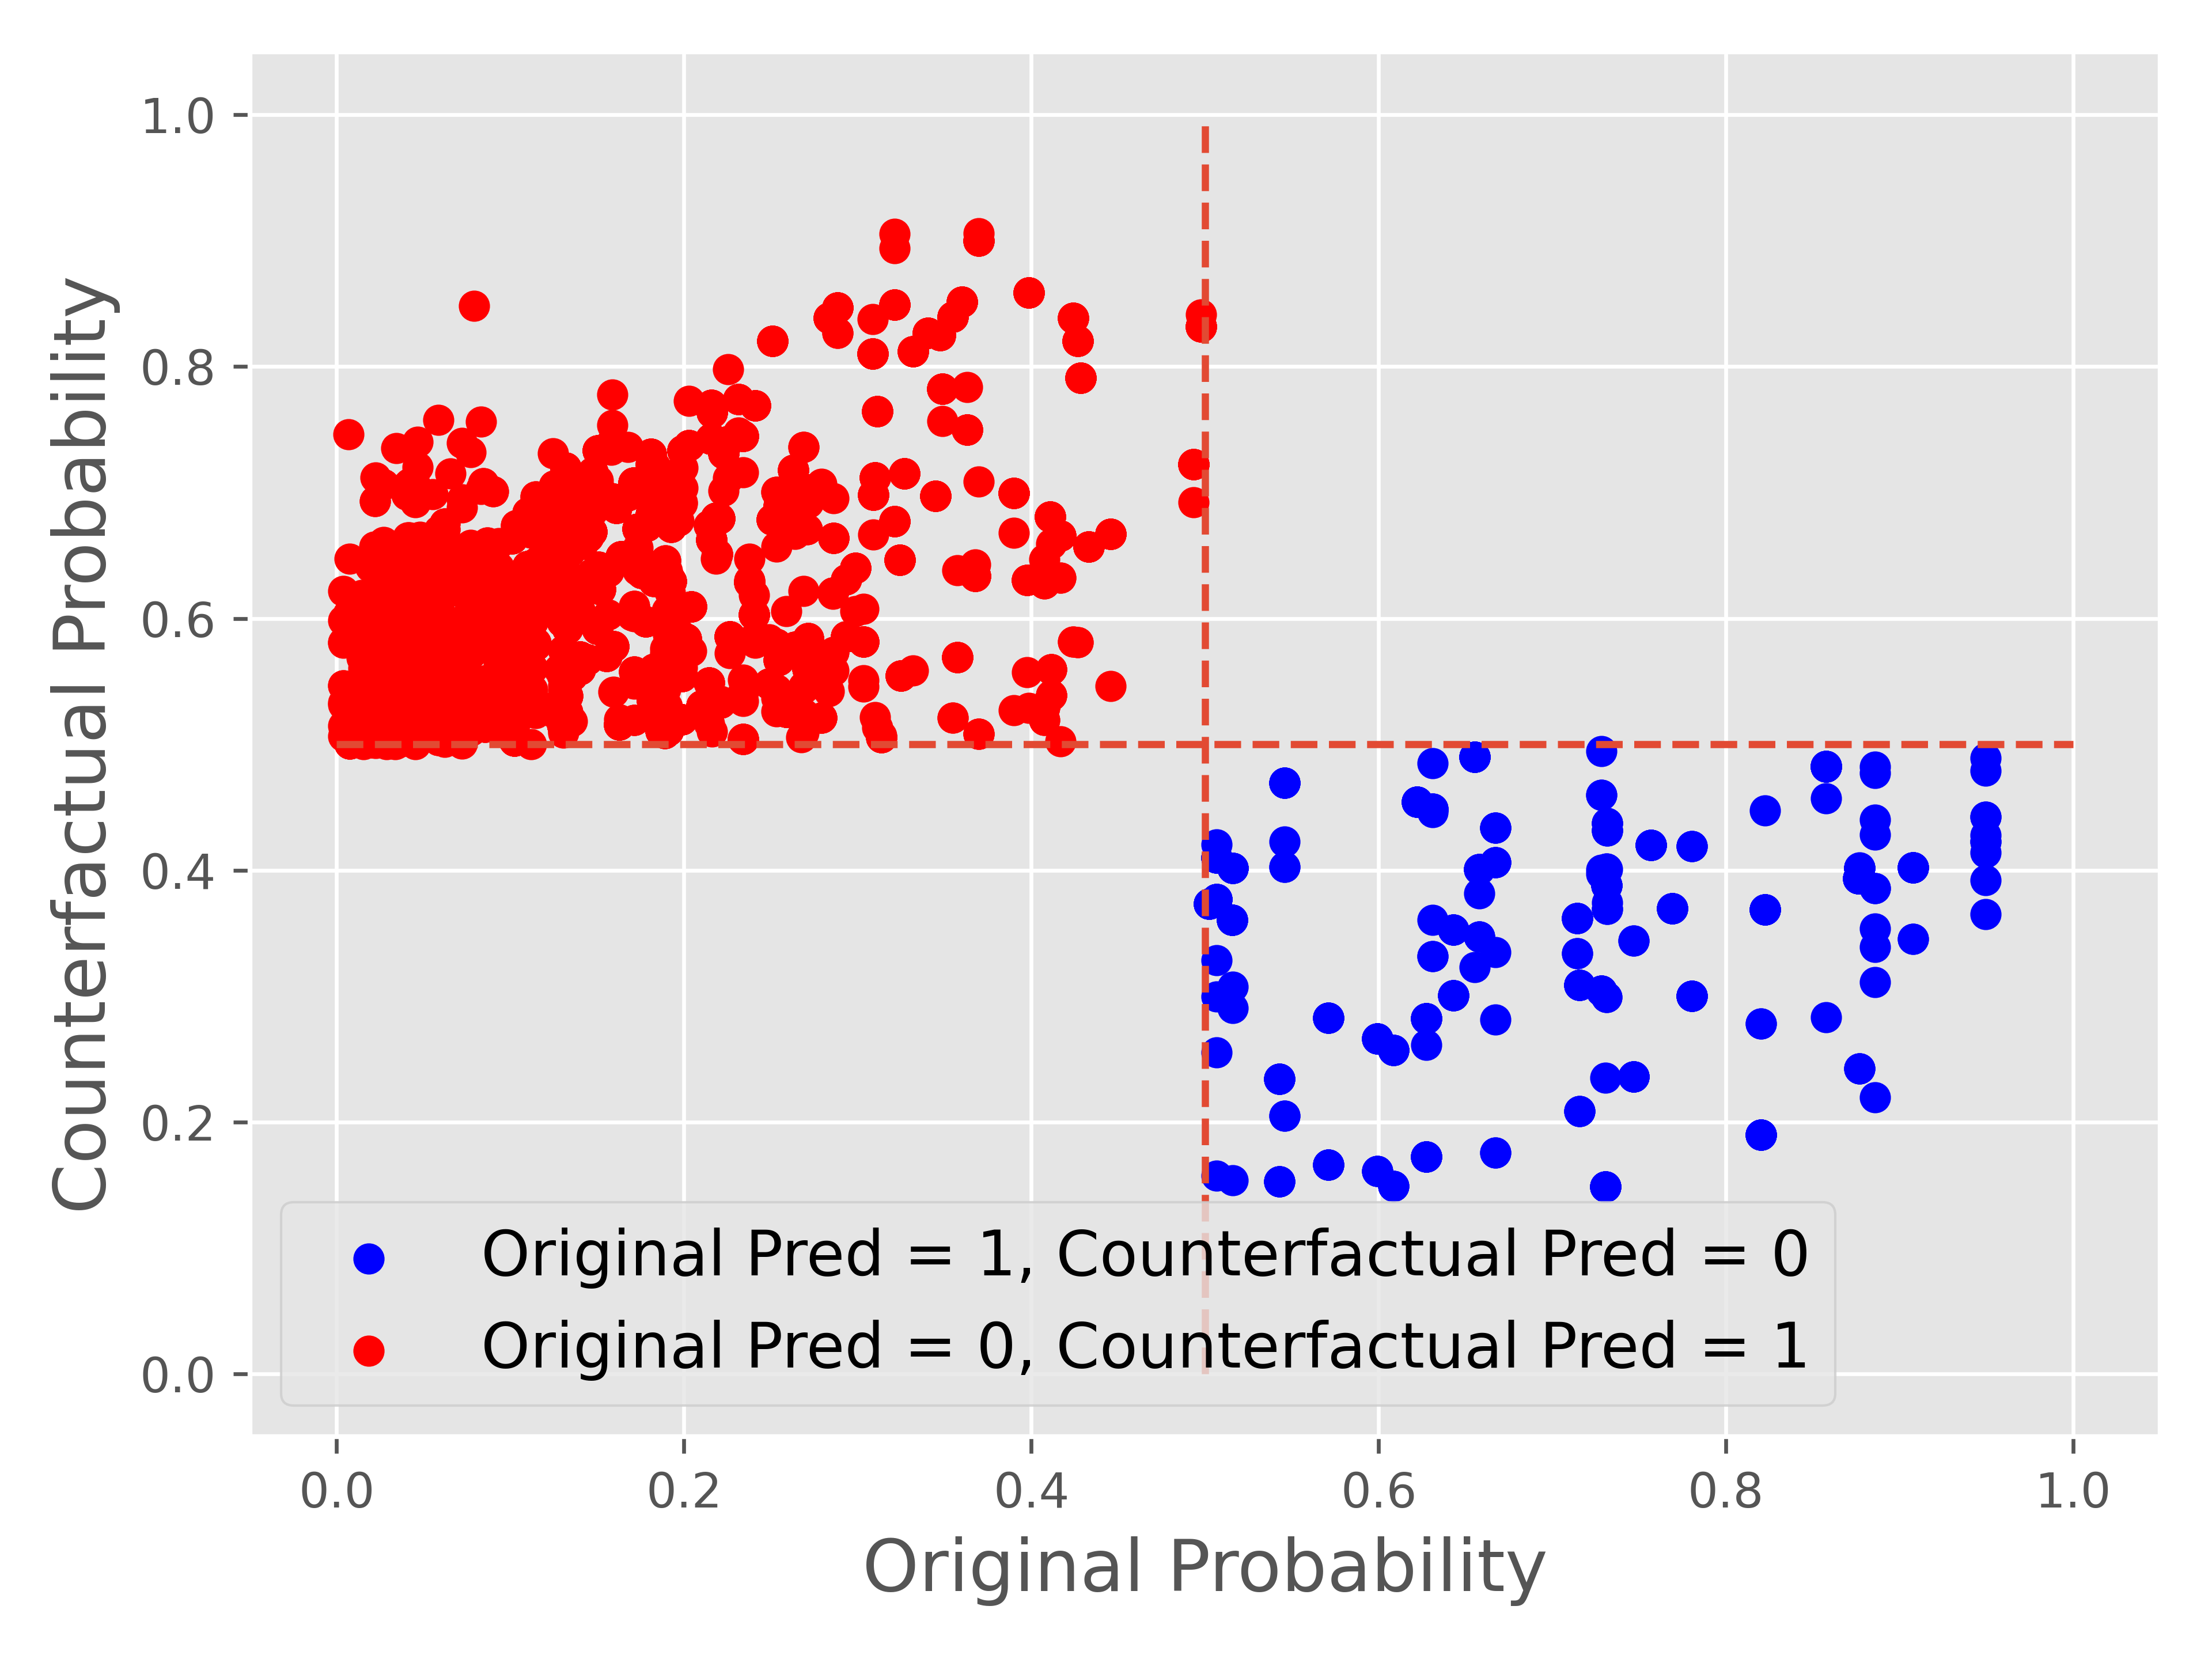 1.0
0.8
0.6
0.4
0.2
0.0
Counterfactual Probability
Original Pred = 1, Counterfactual Pred = 0
Original Pred = 0, Counterfactual Pred = 1
0.0 0.2 0.4 0.6 0.8 1.0
Original Probability